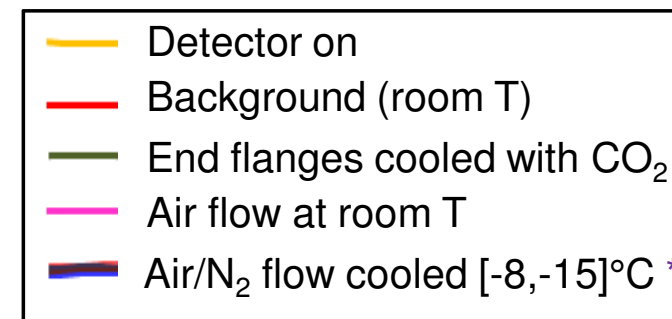 Detector on
Background (room T)
End flanges cooled with CO₂
Air flow at room T
Air/N₂ flow cooled [-8,-15]°C *